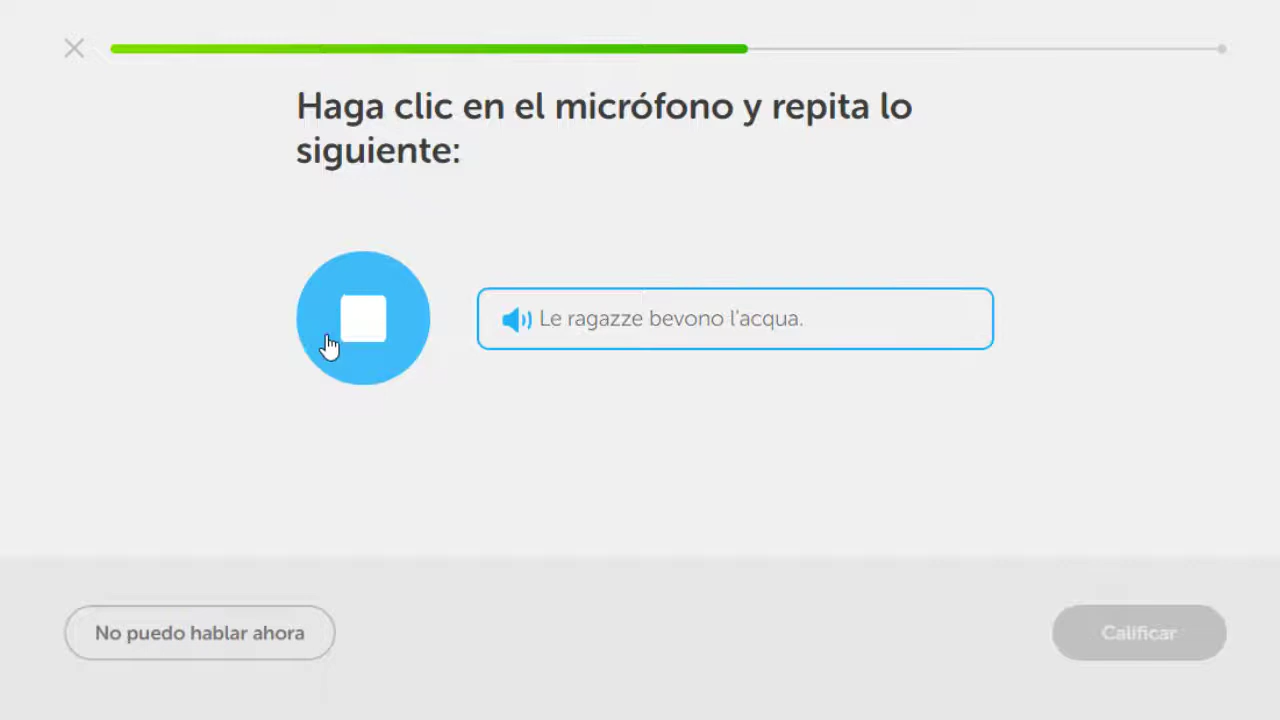 Haga clic en el micrófono y repita lo
siguiente:
Le ragazze bevono l'acqua.
No puedo hablar ahora
Calificar